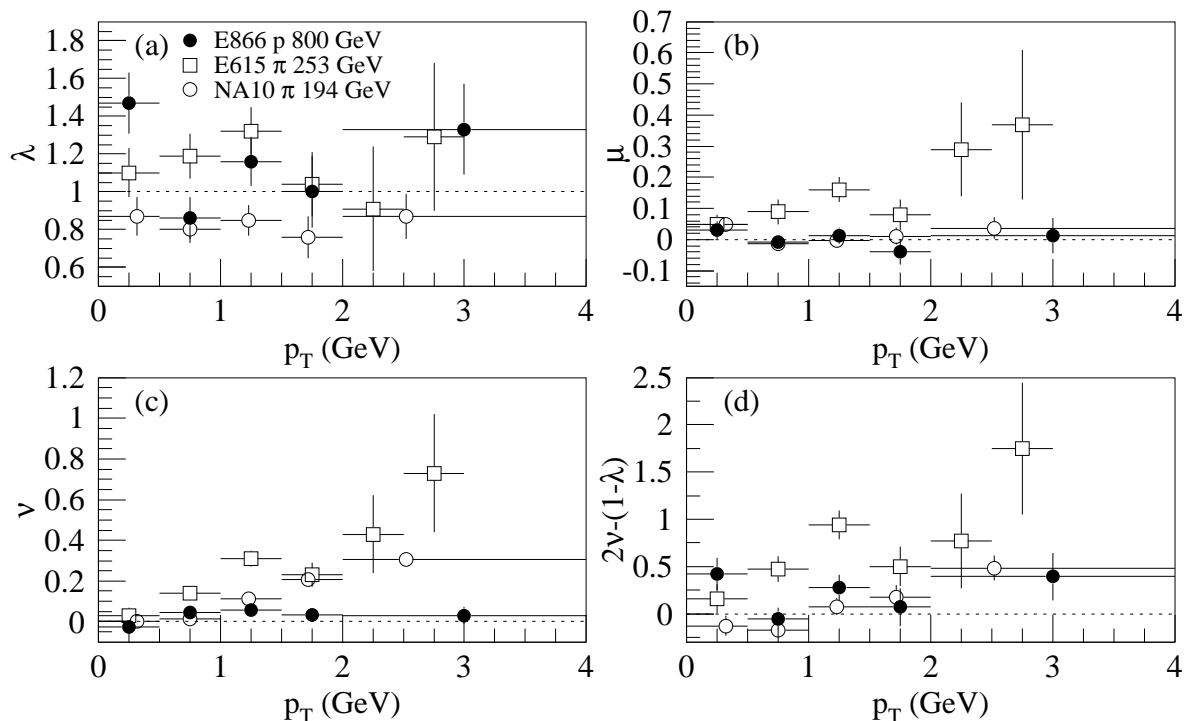 (a)
E866 p 800 GeV
E615 π 253 GeV
NA10 π 194 GeV
λ
1.8
1.6
1.4
1.2
1
0.8
0.6
0 1 2 3 4
p_T (GeV)
(b)
μ
0.7
0.6
0.5
0.4
0.3
0.2
0.1
0
-0.1
0 1 2 3 4
p_T (GeV)
(c)
ν
1.2
1
0.8
0.6
0.4
0.2
0
0 1 2 3 4
p_T (GeV)
(d)
2ν-(1-λ)
2.5
2
1.5
1
0.5
0
0 1 2 3 4
p_T (GeV)